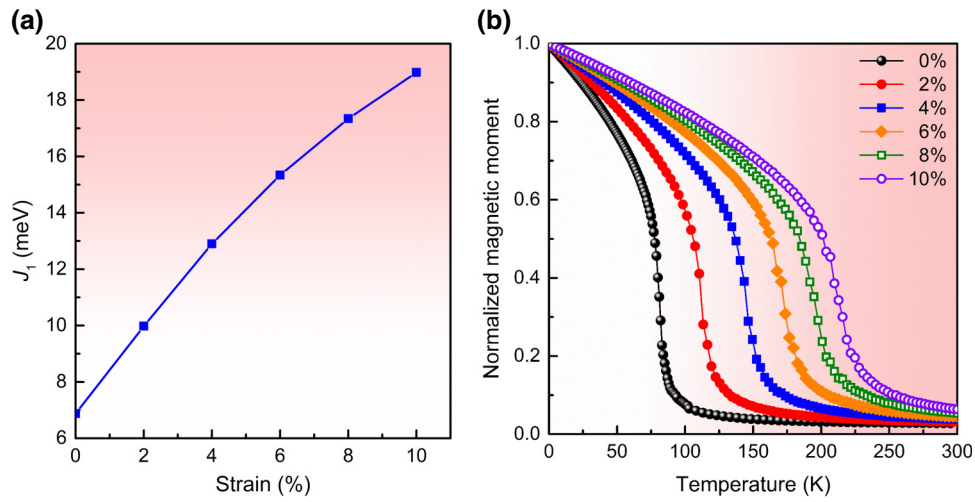 (a)
20
18
16
14
12
10
8
6
J1 (meV)
0 2 4 6 8 10
Strain (%)
(b)
1.0
0.8
0.6
0.4
0.2
0.0
Normalized magnetic moment
0%
2%
4%
6%
8%
10%
0 50 100 150 200 250 300
Temperature (K)